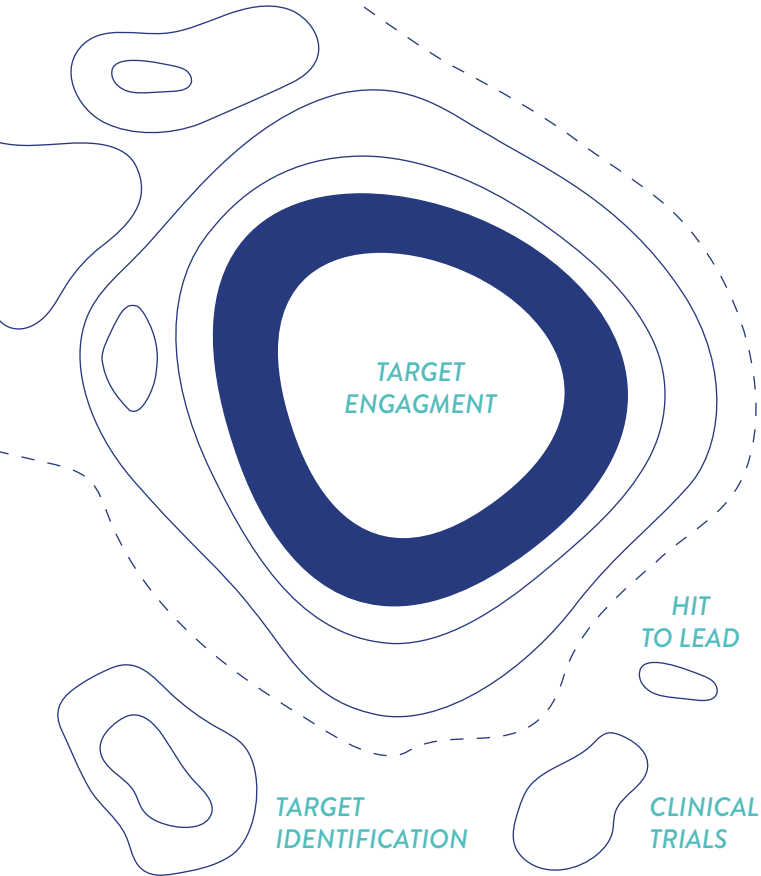 TARGET
ENGAGMENT
HIT
TO LEAD
TARGET
IDENTIFICATION
CLINICAL
TRIALS